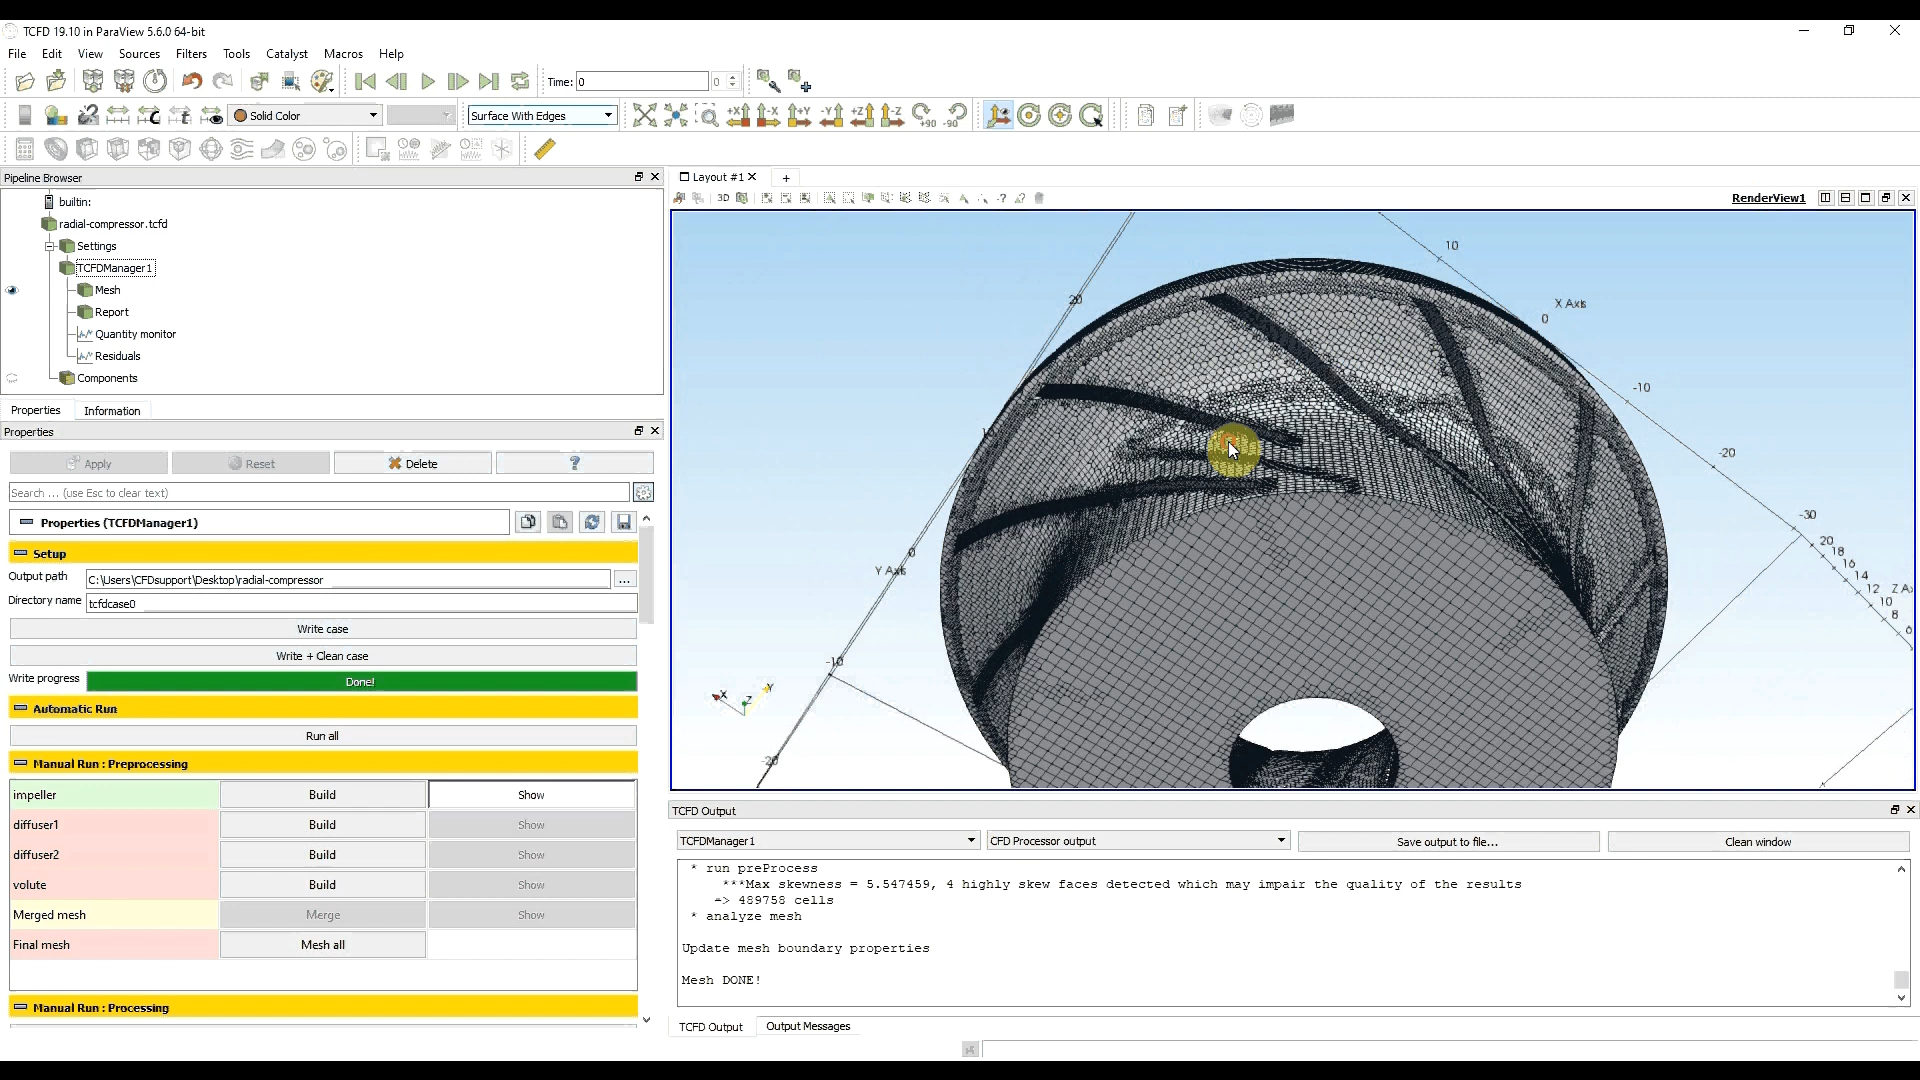 TCFD 19.10 in ParaView 5.6.0 64-bit
File Edit View Sources Filters Tools Catalyst Macros Help
Time: 0 0
Solid Color Surface With Edges +X -X +Y -Y +Z -Z +90 -90
Pipeline Browser
builtin:
radial-compressor.tcfd
Settings
TCFDManager1
Mesh
Report
Quantity monitor
Residuals
Components
Properties Information
Properties
Apply Reset Delete ?
Search ... (use Esc to clear text)
Properties (TCFDManager1)
Setup
Output path C:\Users\CFDsupport\Desktop\radial-compressor ...
Directory name tcfdcase0
Write case
Write + Clean case
Write progress Done!
Automatic Run
Run all
Manual Run : Preprocessing
impeller Build Show
diffuser1 Build Show
diffuser2 Build Show
volute Build Show
Merged mesh Merge Show
Final mesh Mesh all
Manual Run : Processing
Layout #1 +
3D RenderView1
10
20
X Axis
0
-10
10
-20
-30
20
18
16
14
12 Z A
10
8
6
0
Y Axis
-10
-20
X Z Y
TCFD Output
TCFDManager1 CFD Processor output Save output to file... Clean window
* run preProcess
***Max skewness = 5.547459, 4 highly skew faces detected which may impair the quality of the results
=> 489758 cells
* analyze mesh
Update mesh boundary properties
Mesh DONE!
TCFD Output Output Messages